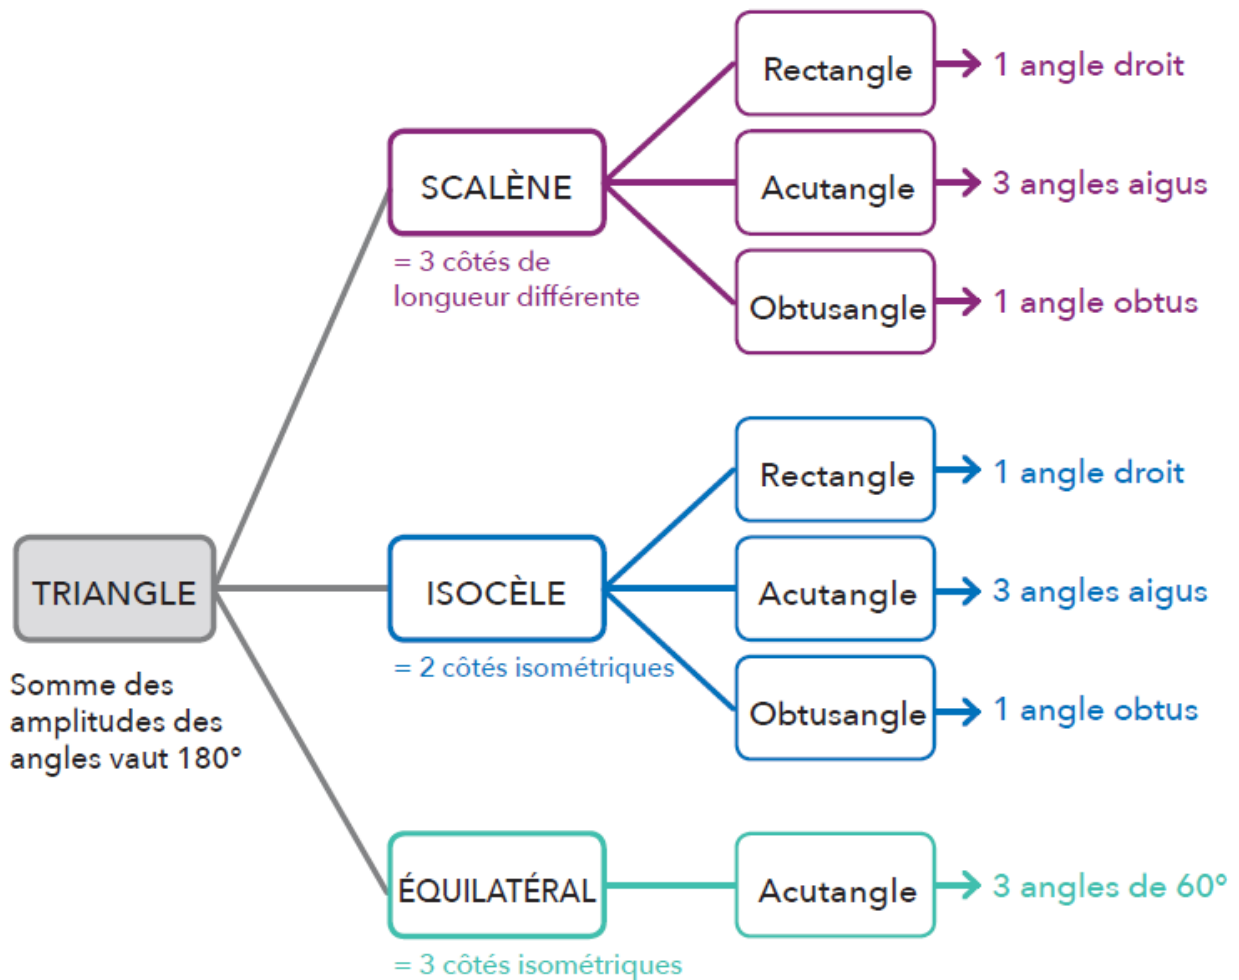 Rectangle
1 angle droit
SCALÈNE
Acutangle
3 angles aigus
= 3 côtés de
longueur différente
Obtusangle
1 angle obtus
Rectangle
1 angle droit
TRIANGLE
ISOCÈLE
Acutangle
3 angles aigus
= 2 côtés isométriques
Somme des
amplitudes des
angles vaut 180°
Obtusangle
1 angle obtus
ÉQUILATÉRAL
Acutangle
3 angles de 60°
= 3 côtés isométriques